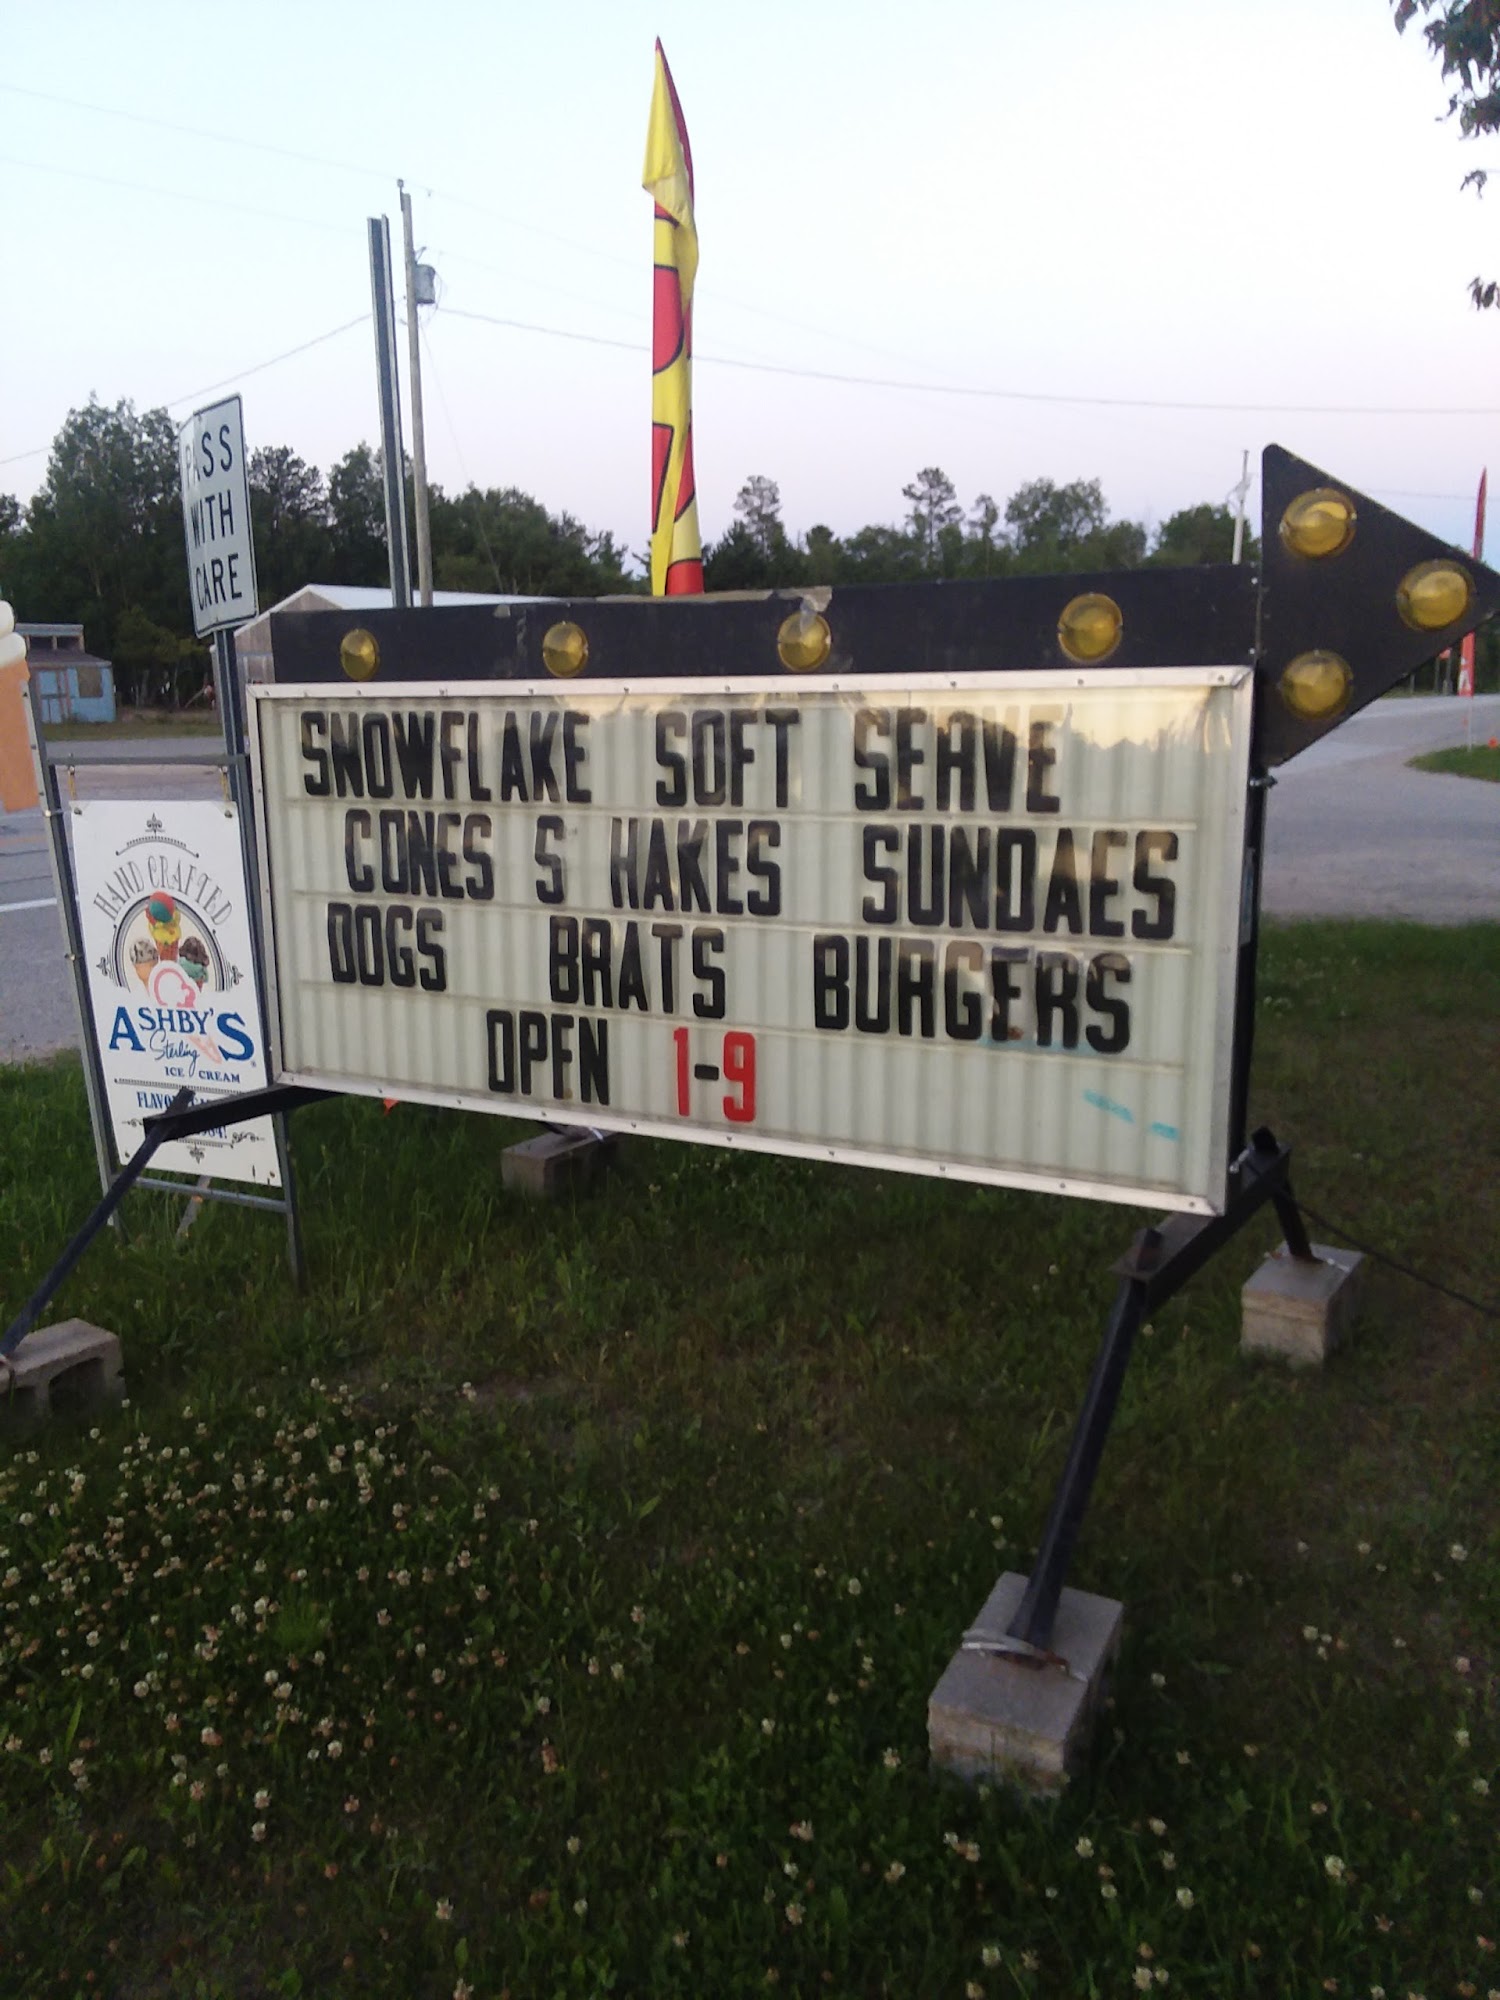 PASS
WITH
CARE
SNOWFLAKE SOFT SERVE
CONES S HAKES SUNDAES
DOGS BRATS BURGERS
OPFN 1-9
HAND CRAFTED
ASHBY'S
Sterling
ICE CREAM